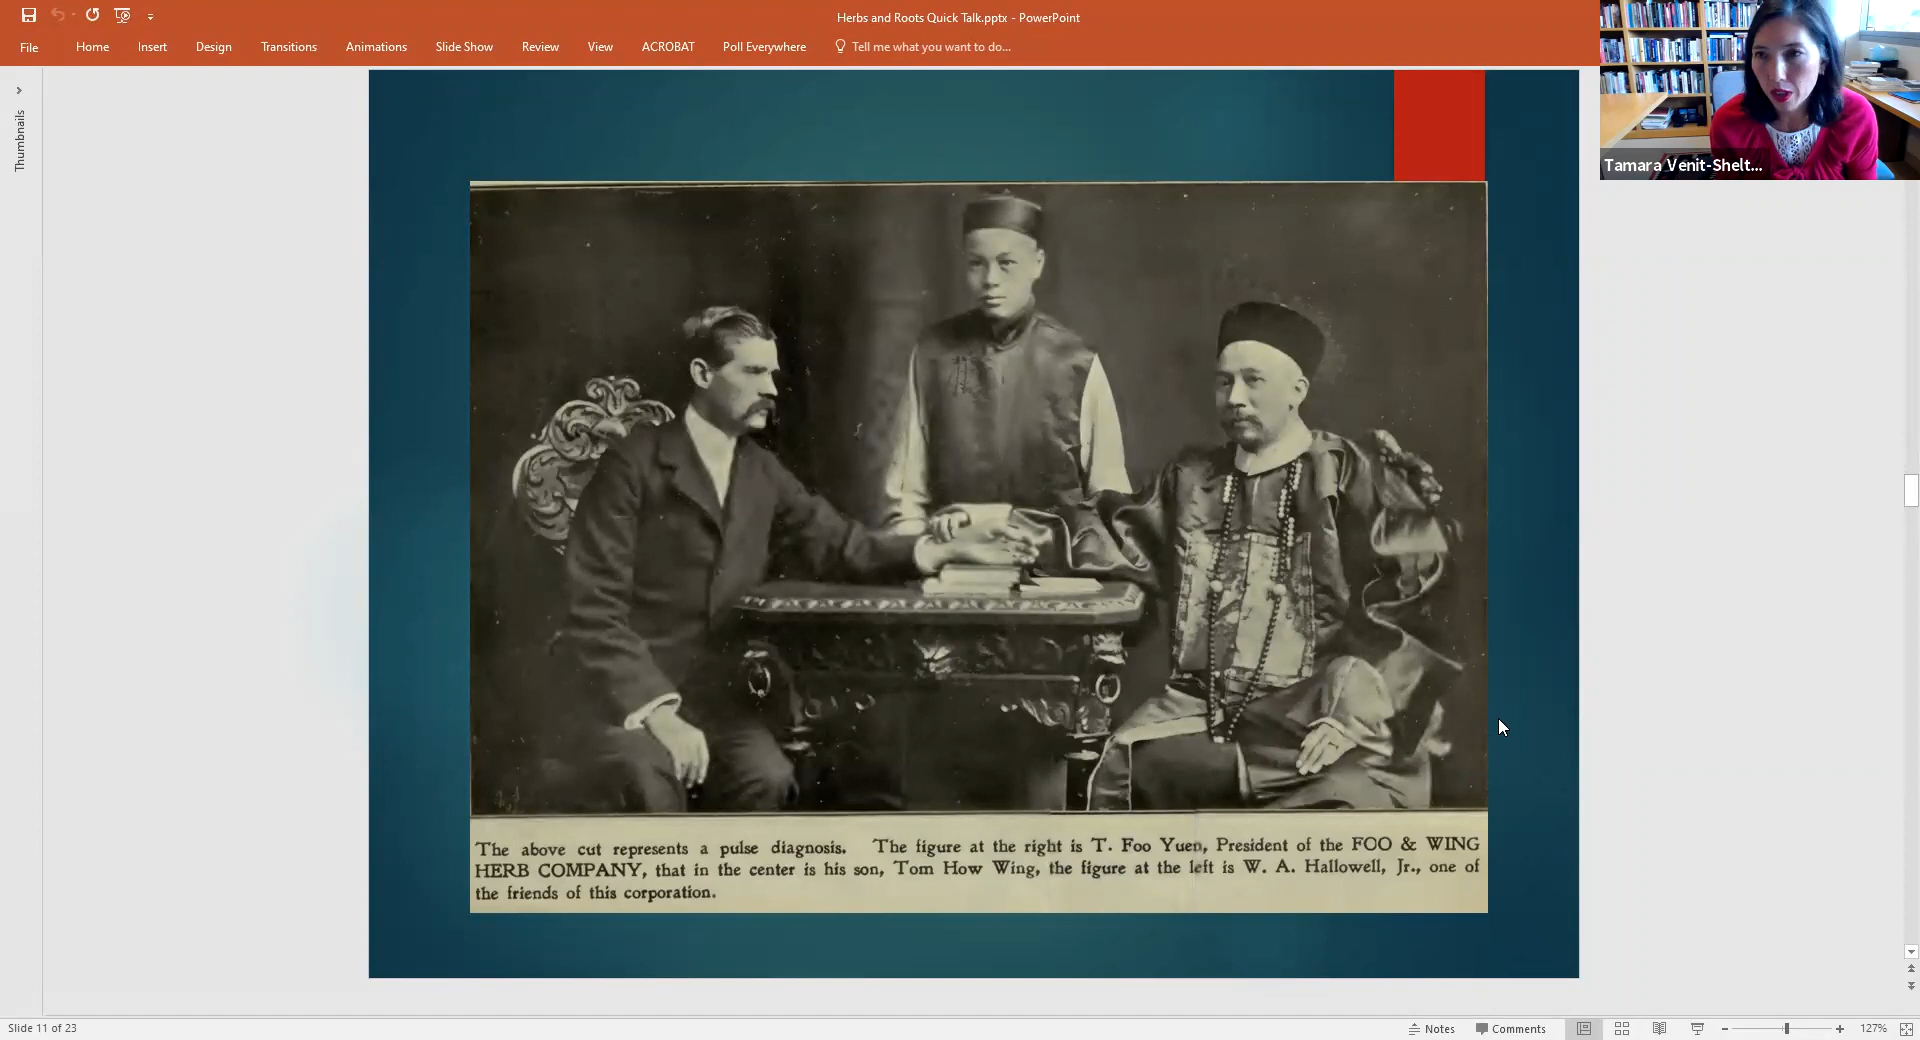 Herbs and Roots Quick Talk.pptx - PowerPoint
File Home Insert Design Transitions Animations Slide Show Review View ACROBAT Poll Everywhere Tell me what you want to do...
Tamara Venit-Shelt...
Thumbnails
The above cut represents a pulse diagnosis. The figure at the right is T. Foo Yuen, President of the FOO & WING
HERB COMPANY, that in the center is his son, Tom How Wing, the figure at the left is W. A. Hallowell, Jr., one of
the friends of this corporation.
Slide 11 of 23 Notes Comments 127%